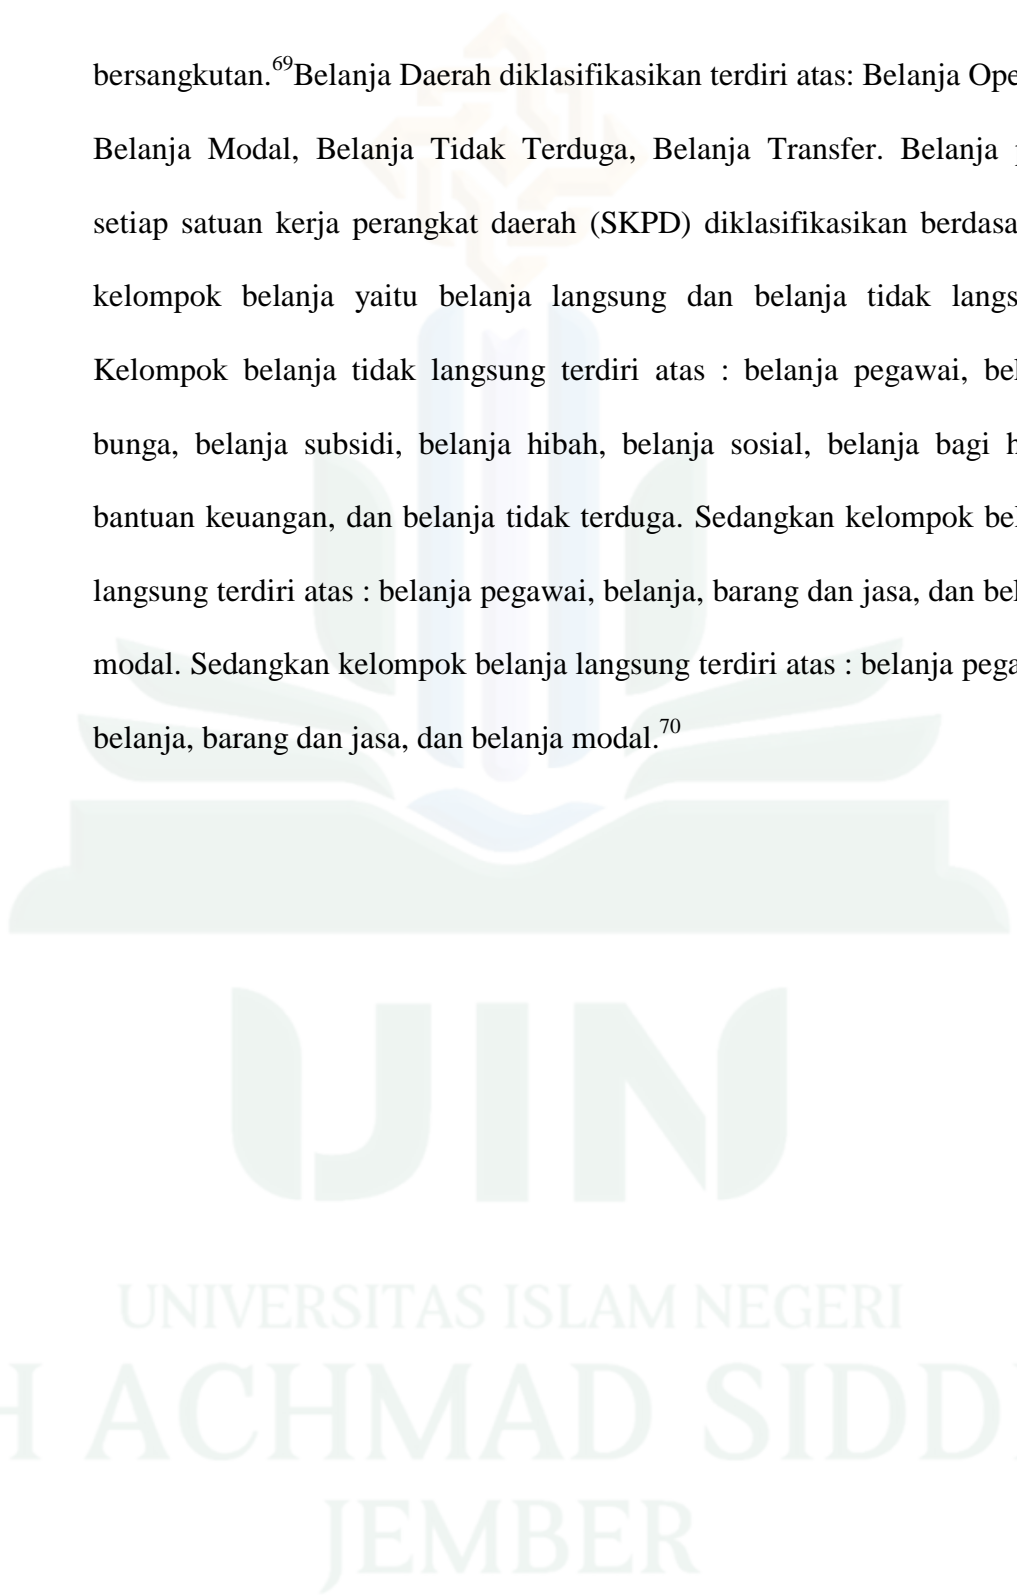 bersangkutan.69Belanja Daerah diklasifikasikan terdiri atas: Belanja Ope
Belanja Modal, Belanja Tidak Terduga, Belanja Transfer. Belanja
setiap satuan kerja perangkat daerah (SKPD) diklasifikasikan berdasa
kelompok belanja yaitu belanja langsung dan belanja tidak langs
Kelompok belanja tidak langsung terdiri atas : belanja pegawai, bel
bunga, belanja subsidi, belanja hibah, belanja sosial, belanja bagi h
bantuan keuangan, dan belanja tidak terduga. Sedangkan kelompok bel
langsung terdiri atas : belanja pegawai, belanja, barang dan jasa, dan bel
modal. Sedangkan kelompok belanja langsung terdiri atas : belanja pega
belanja, barang dan jasa, dan belanja modal.70
UIN
UNIVERSITAS ISLAM NEGERI
H ACHMAD SIDD
JEMBER